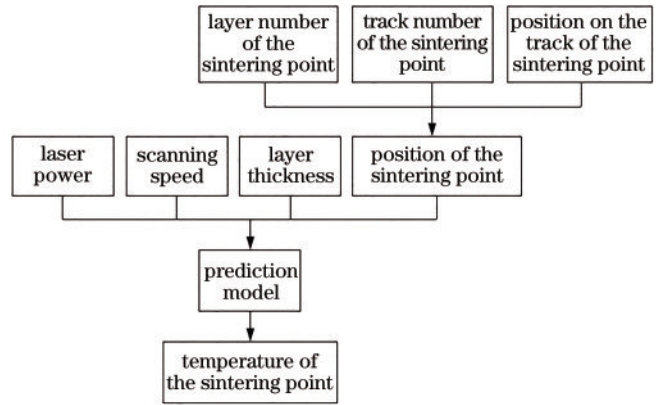 layer number
of the
sintering point
track number
of the sintering
point
position on the
track of the
sintering point
laser
power
scanning
speed
layer
thickness
position of the
sintering point
prediction
model
temperature of
the sintering point